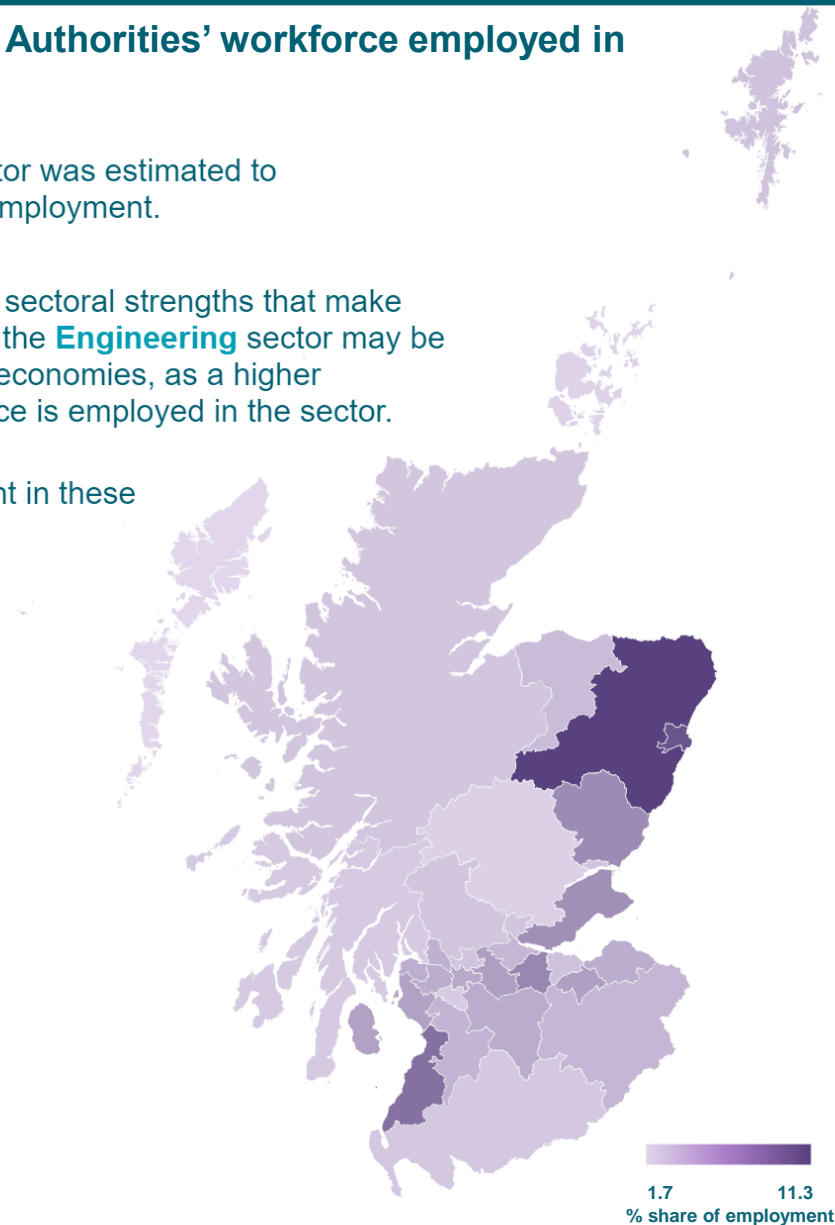 Authorities’ workforce employed in
tor was estimated to
mployment.
sectoral strengths that make
the Engineering sector may be
economies, as a higher
ce is employed in the sector.
nt in these
1.7 11.3
% share of employment